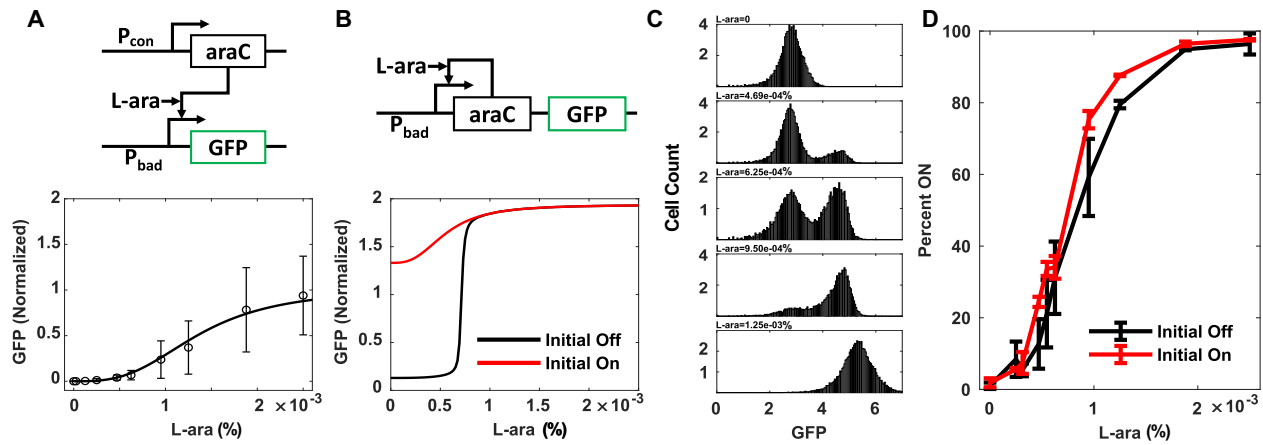 A
P_con
araC
L-ara
P_bad
GFP
GFP (Normalized)
2
1.5
1
0.5
0
0
1
2 ×10^-3
L-ara (%)
B
L-ara
P_bad
araC
GFP
GFP (Normalized)
2
1.5
1
0.5
0
Initial Off
Initial On
0
0.5
1
1.5
2 ×10^-3
L-ara (%)
C
Cell Count
L-ara=0
4
2
L-ara=4.69e-04%
4
2
L-ara=6.25e-04%
2
1
L-ara=9.50e-04%
4
2
L-ara=1.25e-03%
2
1
0
2
4
6
GFP
D
Percent ON
100
80
60
40
20
0
Initial Off
Initial On
0
1
2 ×10^-3
L-ara (%)